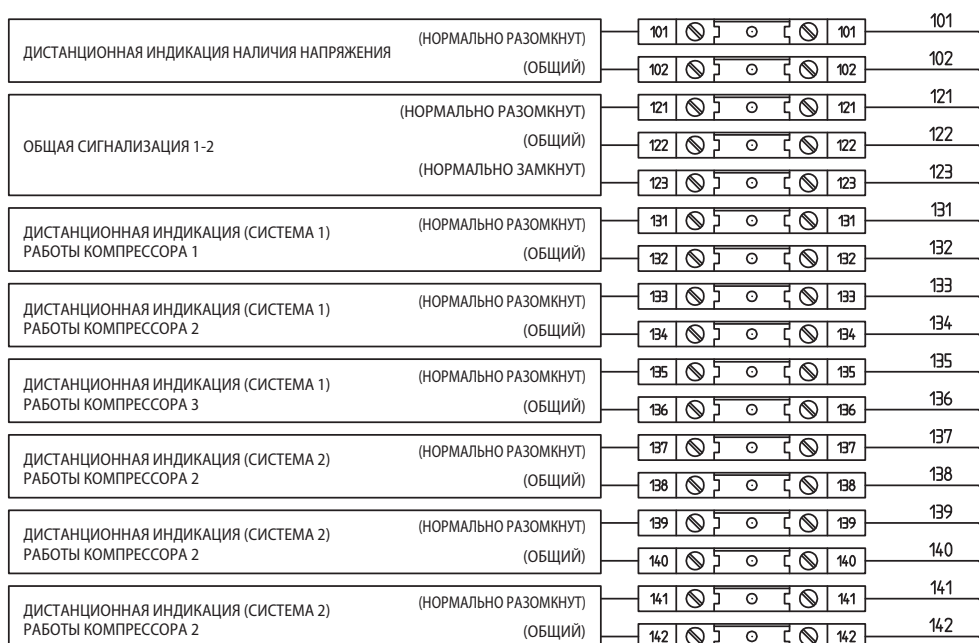 ДИСТАНЦИОННАЯ ИНДИКАЦИЯ НАЛИЧИЯ НАПРЯЖЕНИЯ
(НОРМАЛЬНО РАЗОМКНУТ) 101 101 101
(ОБЩИЙ) 102 102 102
ОБЩАЯ СИГНАЛИЗАЦИЯ 1-2
(НОРМАЛЬНО РАЗОМКНУТ) 121 121 121
(ОБЩИЙ) 122 122 122
(НОРМАЛЬНО ЗАМКНУТ) 123 123 123
ДИСТАНЦИОННАЯ ИНДИКАЦИЯ (СИСТЕМА 1)
РАБОТЫ КОМПРЕССОРА 1
(НОРМАЛЬНО РАЗОМКНУТ) 131 131 131
(ОБЩИЙ) 132 132 132
ДИСТАНЦИОННАЯ ИНДИКАЦИЯ (СИСТЕМА 1)
РАБОТЫ КОМПРЕССОРА 2
(НОРМАЛЬНО РАЗОМКНУТ) 133 133 133
(ОБЩИЙ) 134 134 134
ДИСТАНЦИОННАЯ ИНДИКАЦИЯ (СИСТЕМА 1)
РАБОТЫ КОМПРЕССОРА 3
(НОРМАЛЬНО РАЗОМКНУТ) 135 135 135
(ОБЩИЙ) 136 136 136
ДИСТАНЦИОННАЯ ИНДИКАЦИЯ (СИСТЕМА 2)
РАБОТЫ КОМПРЕССОРА 2
(НОРМАЛЬНО РАЗОМКНУТ) 137 137 137
(ОБЩИЙ) 138 138 138
ДИСТАНЦИОННАЯ ИНДИКАЦИЯ (СИСТЕМА 2)
РАБОТЫ КОМПРЕССОРА 2
(НОРМАЛЬНО РАЗОМКНУТ) 139 139 139
(ОБЩИЙ) 140 140 140
ДИСТАНЦИОННАЯ ИНДИКАЦИЯ (СИСТЕМА 2)
РАБОТЫ КОМПРЕССОРА 2
(НОРМАЛЬНО РАЗОМКНУТ) 141 141 141
(ОБЩИЙ) 142 142 142